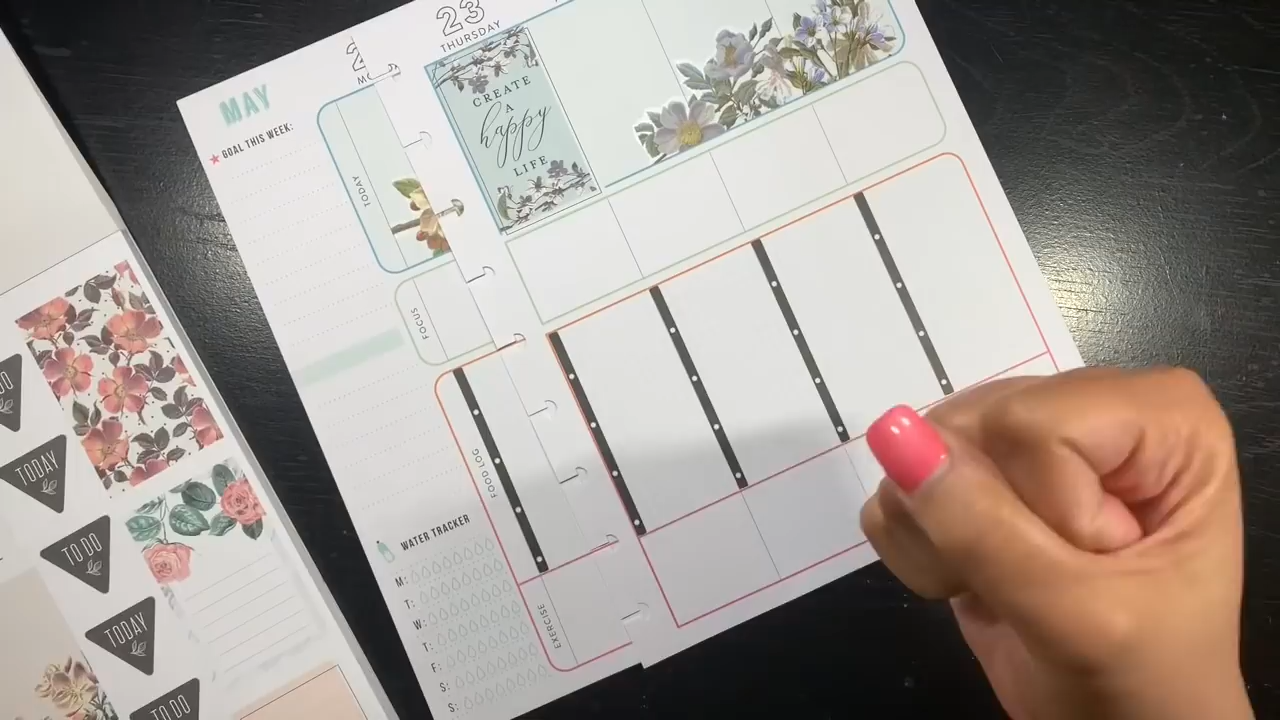 MAY
GOAL THIS WEEK:
TODAY
FOCUS
FOOD LOG
EXERCISE
WATER TRACKER
M:
T:
W:
T:
F:
S:
S:
23
THURSDAY
CREATE
A
happy
LIFE
TODAY
TO DO
TODAY
TO DO